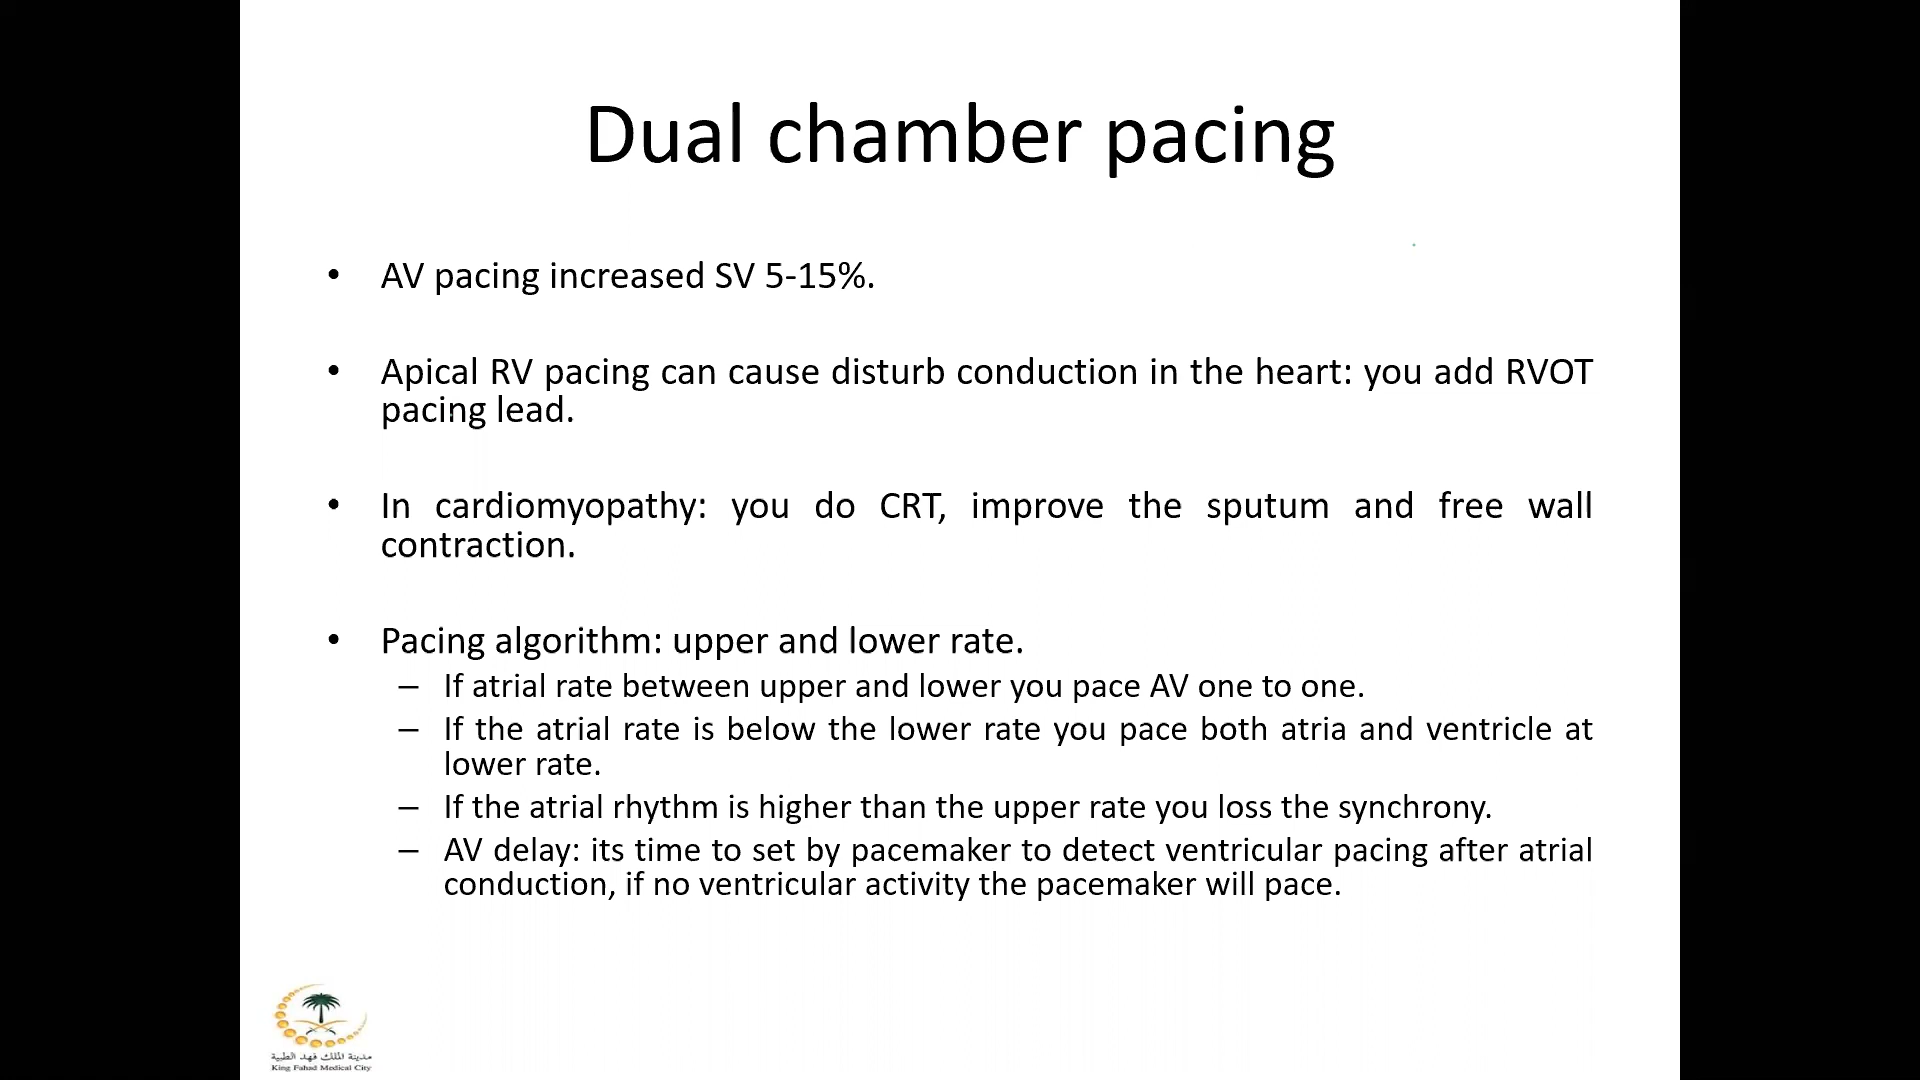 Dual chamber pacing
• AV pacing increased SV 5-15%.
• Apical RV pacing can cause disturb conduction in the heart: you add RVOT
pacing lead.
• In cardiomyopathy: you do CRT, improve the sputum and free wall
contraction.
• Pacing algorithm: upper and lower rate.
– If atrial rate between upper and lower you pace AV one to one.
– If the atrial rate is below the lower rate you pace both atria and ventricle at
lower rate.
– If the atrial rhythm is higher than the upper rate you loss the synchrony.
– AV delay: its time to set by pacemaker to detect ventricular pacing after atrial
conduction, if no ventricular activity the pacemaker will pace.
مدينة الملك فهد الطبية
King Fahad Medical City